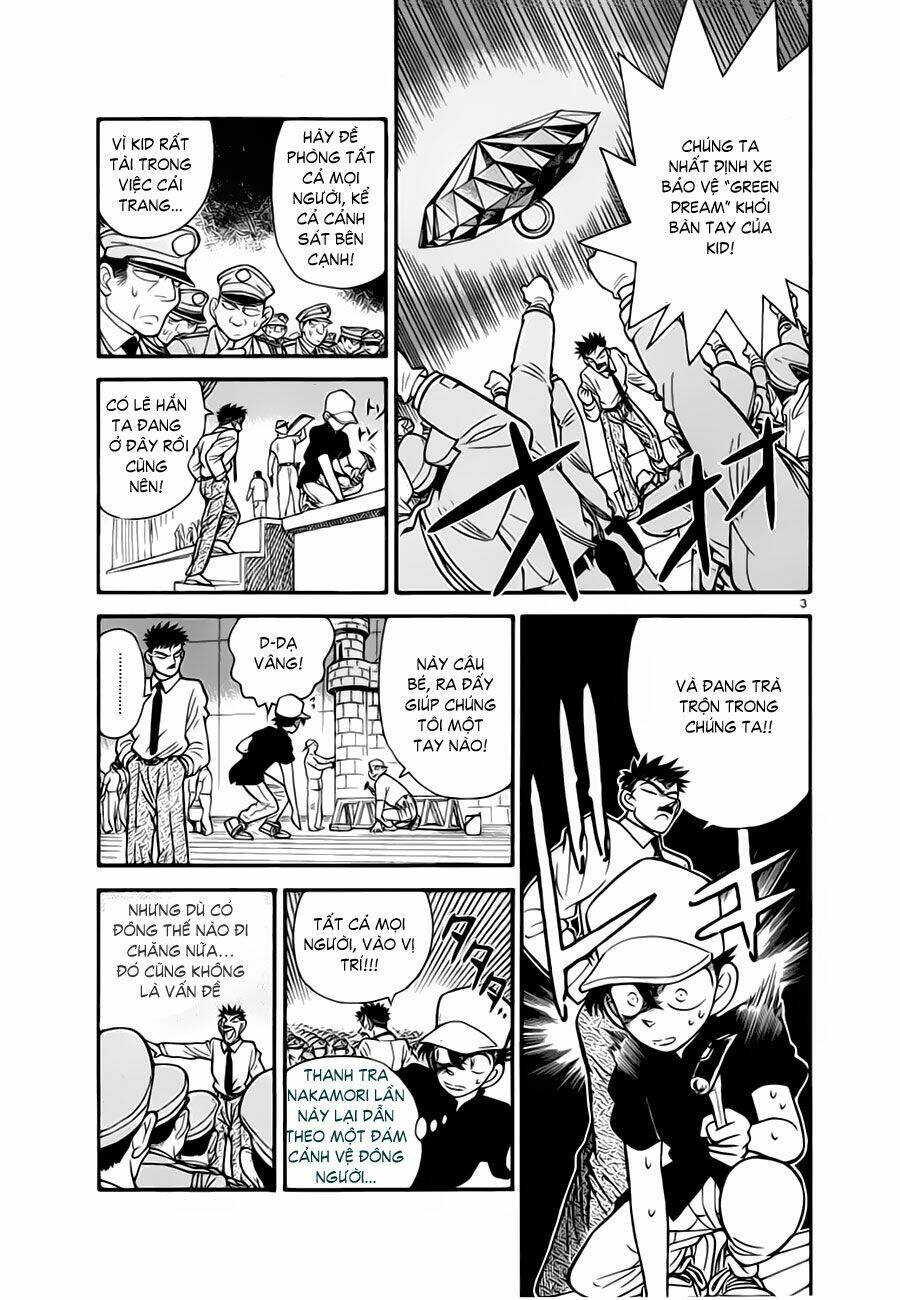 CHÚNG TA
NHẤT ĐỊNH XE
BẢO VỆ "GREEN
DREAM" KHỎI
BÀN TAY CỦA
KID!
オオオ
HÃY ĐỀ
PHÒNG TẤT
CẢ MỌI
NGƯỜI, KỂ
CẢ CẢNH
SÁT BÊN
CẠNH!
VÌ KID RẤT
TÀI TRONG
VIỆC CẢI
TRANG...
CÓ LẼ HẮN
TA ĐANG
Ở ĐÂY RỒI
CŨNG
NÊN!
3
VÀ ĐANG TRÀ
TRỘN TRONG
CHÚNG TA!!
NÀY CẬU
BÉ, RA ĐẤY
GIÚP CHÚNG
TÔI MỘT
TAY NÀO!
D-DẠ
VÂNG!
.........
TẤT CẢ MỌI
NGƯỜI, VÀO VỊ
TRÍ!!!
THANH TRA
NAKAMORI LẦN
NÀY LẠI DẪN
THEO MỘT ĐÁM
CẢNH VỆ ĐÔNG
NGƯỜI...
NHƯNG DÙ CÓ
ĐÔNG THẾ NÀO ĐI
CHĂNG NỮA...
ĐÓ CŨNG KHÔNG
LÀ VẤN ĐỀ